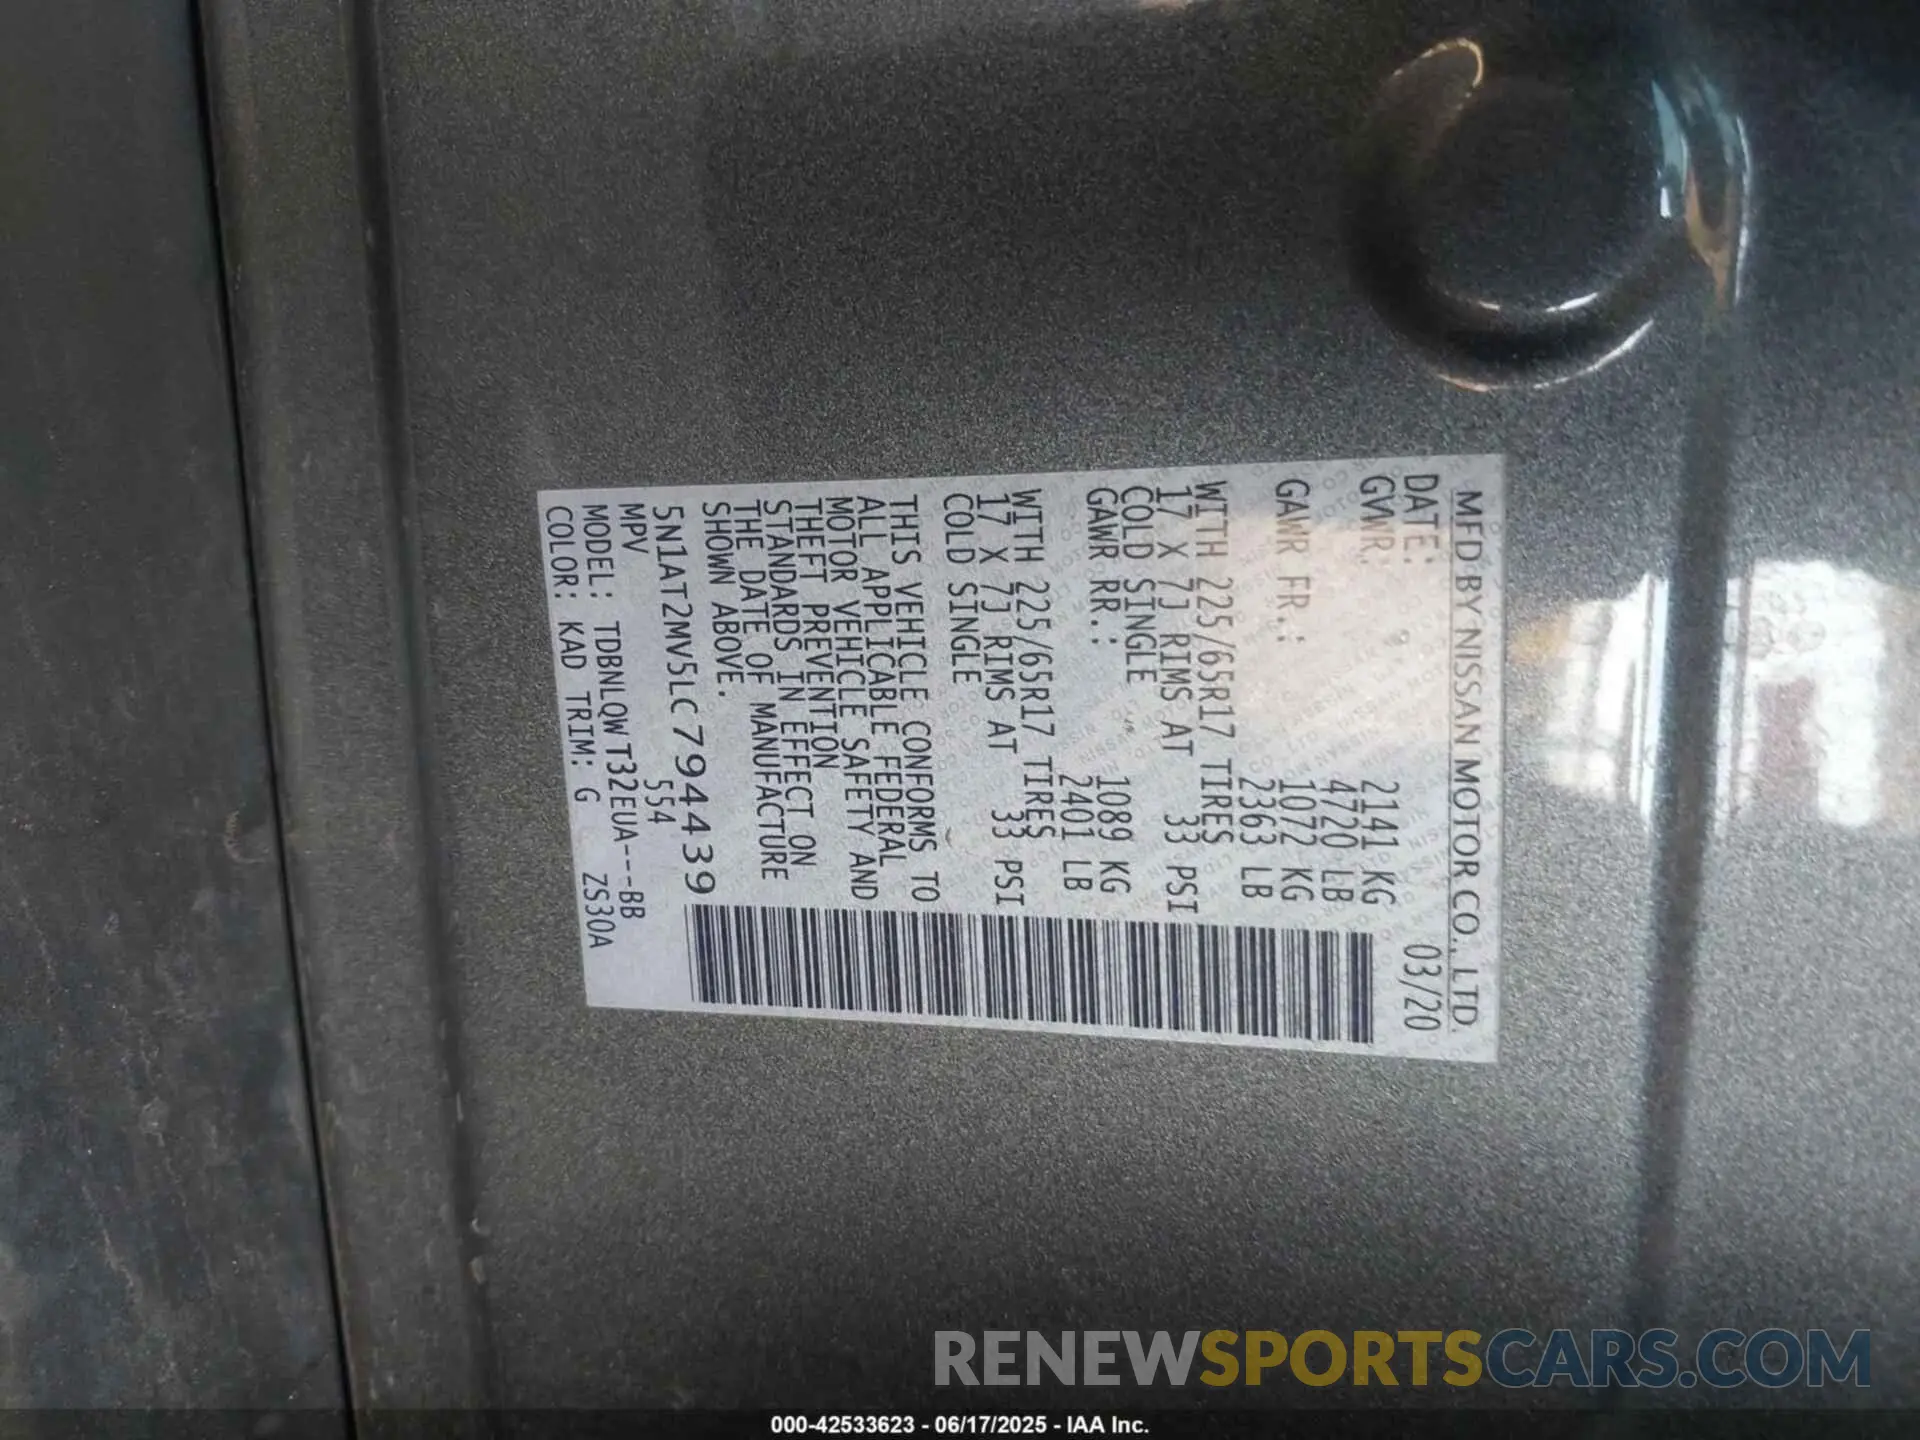 MFD BY NISSAN MOTOR CO., LTD.
DATE: 03/20
GVWR: 2141 KG
4720 LB
GAWR FR.: 1072 KG
2363 LB
WITH 225/65R17 TIRES
17 X 7J RIMS AT 33 PSI
COLD SINGLE
GAWR RR.: 1089 KG
2401 LB
WITH 225/65R17 TIRES
17 X 7J RIMS AT 33 PSI
COLD SINGLE
THIS VEHICLE CONFORMS TO
ALL APPLICABLE FEDERAL
MOTOR VEHICLE SAFETY AND
THEFT PREVENTION
STANDARDS IN EFFECT ON
THE DATE OF MANUFACTURE
SHOWN ABOVE.
5N1AT2MV5LC794439
MPV 554
MODEL: TDBNLQWT32EUA---BB
COLOR: KAD TRIM: G ZS30A
RENEWSPORTSCARS.COM
000-42533623 - 06/17/2025 - IAA Inc.